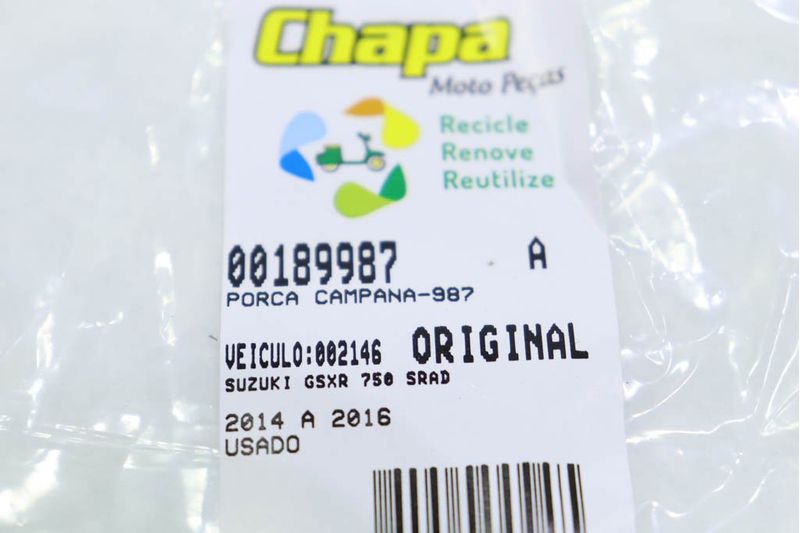 Chapa
Moto Peças
Recicle
Renove
Reutilize
00189987 A
PORCA CAMPANA-987
VEICULO:002146 ORIGINAL
SUZUKI GSXR 750 SRAD
2014 A 2016
USADO